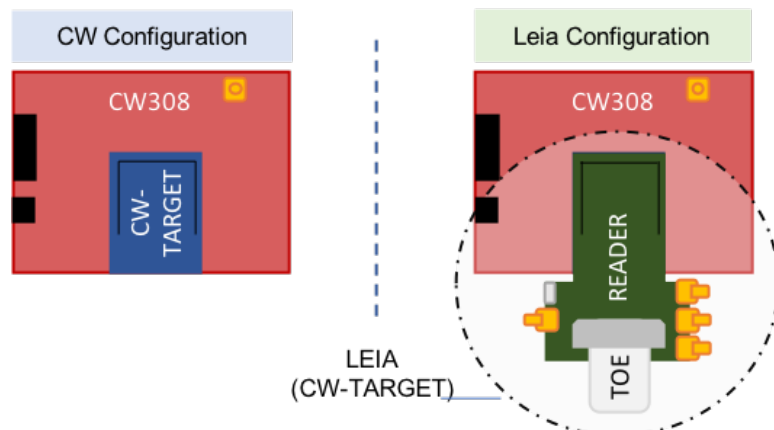 CW Configuration
Leia Configuration
CW308
CW308
CW-
TARGET
READER
TOE
LEIA
(CW-TARGET)